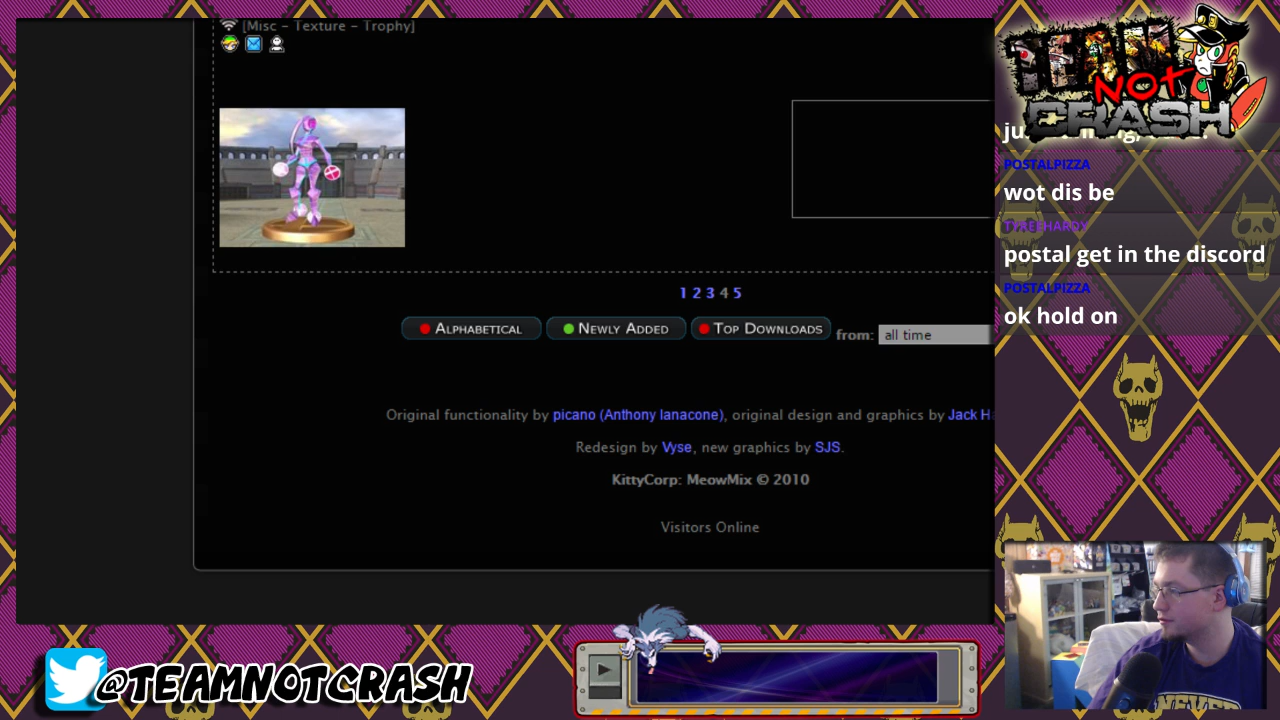 [Misc - Texture - Trophy]
1 2 3 4 5
ALPHABETICAL
NEWLY ADDED
TOP DOWNLOADS
from:
all time
Original functionality by picano (Anthony Ianacone), original design and graphics by Jack H
Redesign by Vyse, new graphics by SJS.
KittyCorp: MeowMix © 2010
Visitors Online
TEAM
NOT
CRASH
POSTALPIZZA
wot dis be
TYREEHARDY
postal get in the discord
POSTALPIZZA
ok hold on
@TEAMNOTCRASH
NEVER